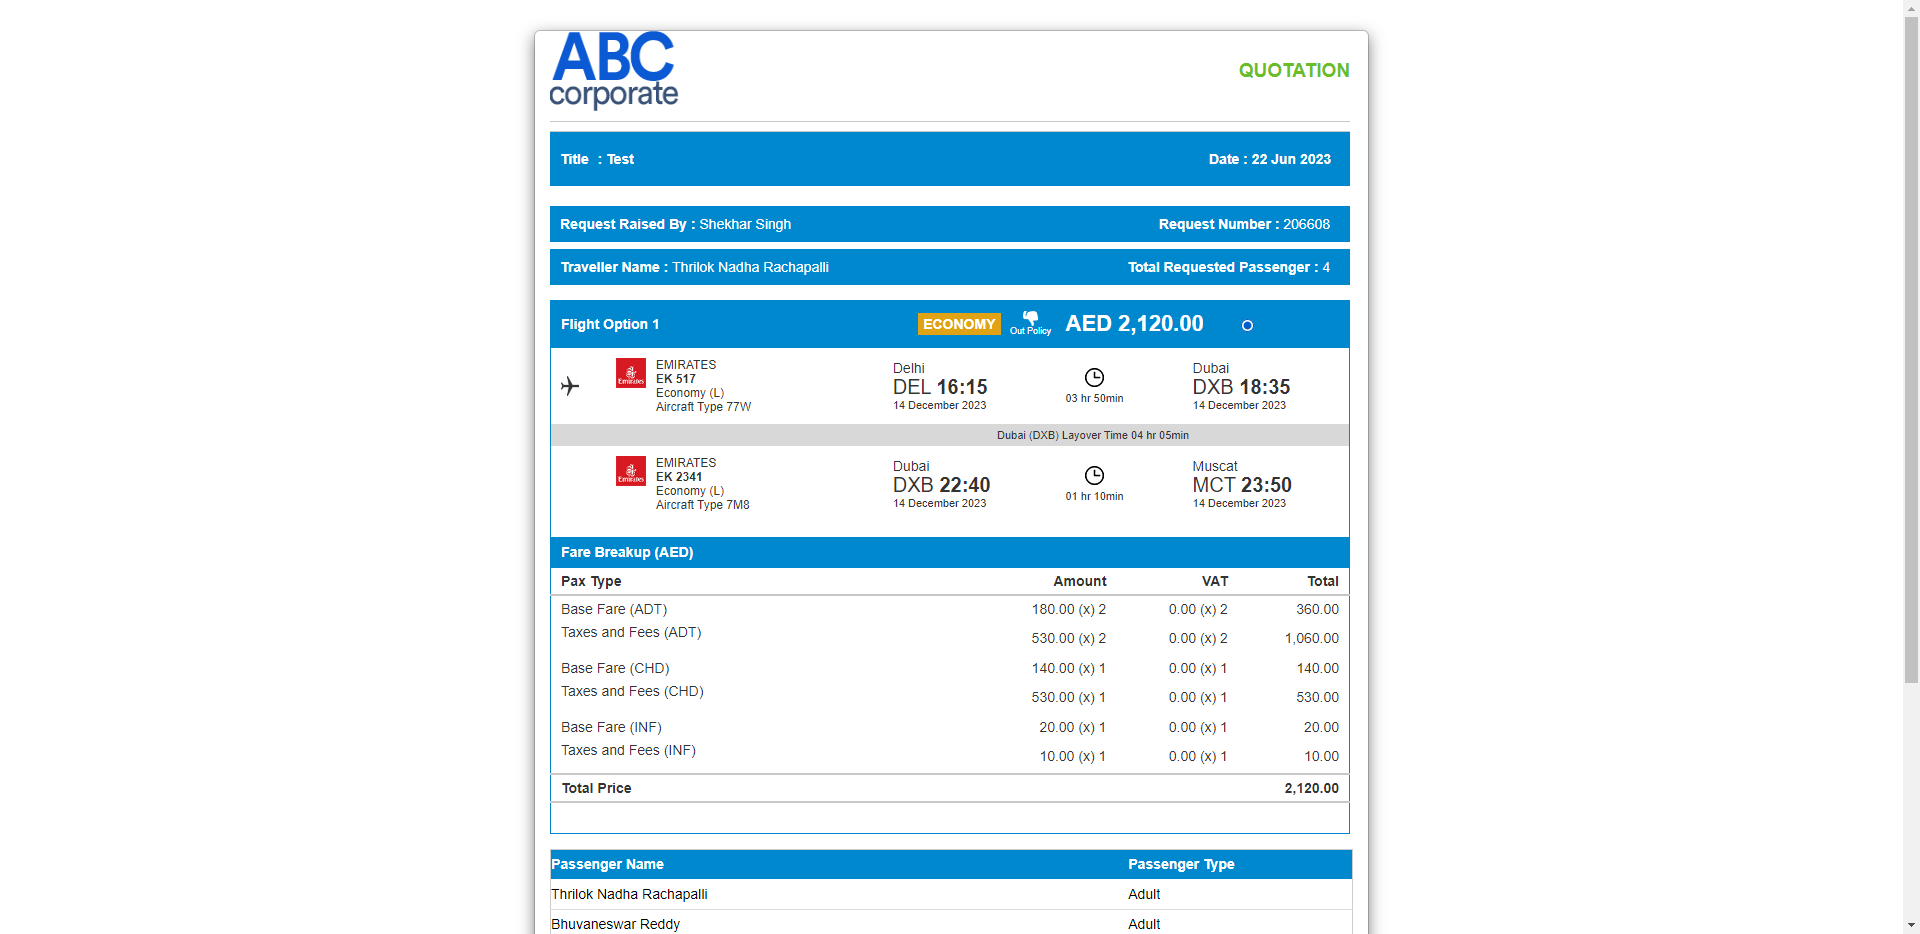 ABC
corporate
QUOTATION
Title : Test
Date : 22 Jun 2023
Request Raised By : Shekhar Singh
Request Number : 206608
Traveller Name : Thrilok Nadha Rachapalli
Total Requested Passenger : 4
Flight Option 1
ECONOMY
Out Policy
AED 2,120.00
Emirates
EMIRATES
EK 517
Economy (L)
Aircraft Type 77W
Delhi
DEL 16:15
14 December 2023
03 hr 50min
Dubai
DXB 18:35
14 December 2023
Dubai (DXB) Layover Time 04 hr 05min
Emirates
EMIRATES
EK 2341
Economy (L)
Aircraft Type 7M8
Dubai
DXB 22:40
14 December 2023
01 hr 10min
Muscat
MCT 23:50
14 December 2023
Fare Breakup (AED)
Pax Type Amount VAT Total
Base Fare (ADT) 180.00 (x) 2 0.00 (x) 2 360.00
Taxes and Fees (ADT) 530.00 (x) 2 0.00 (x) 2 1,060.00
Base Fare (CHD) 140.00 (x) 1 0.00 (x) 1 140.00
Taxes and Fees (CHD) 530.00 (x) 1 0.00 (x) 1 530.00
Base Fare (INF) 20.00 (x) 1 0.00 (x) 1 20.00
Taxes and Fees (INF) 10.00 (x) 1 0.00 (x) 1 10.00
Total Price 2,120.00
Passenger Name Passenger Type
Thrilok Nadha Rachapalli Adult
Bhuvaneswar Reddy Adult